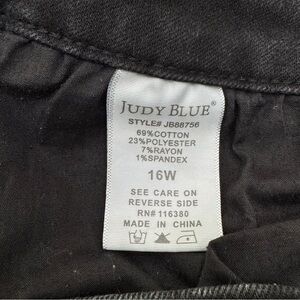 JUDY BLUE®
STYLE# JB88756
69%COTTON
23%POLYESTER
7%RAYON
1%SPANDEX
16W
SEE CARE ON
REVERSE SIDE
RN# 116380
MADE IN CHINA